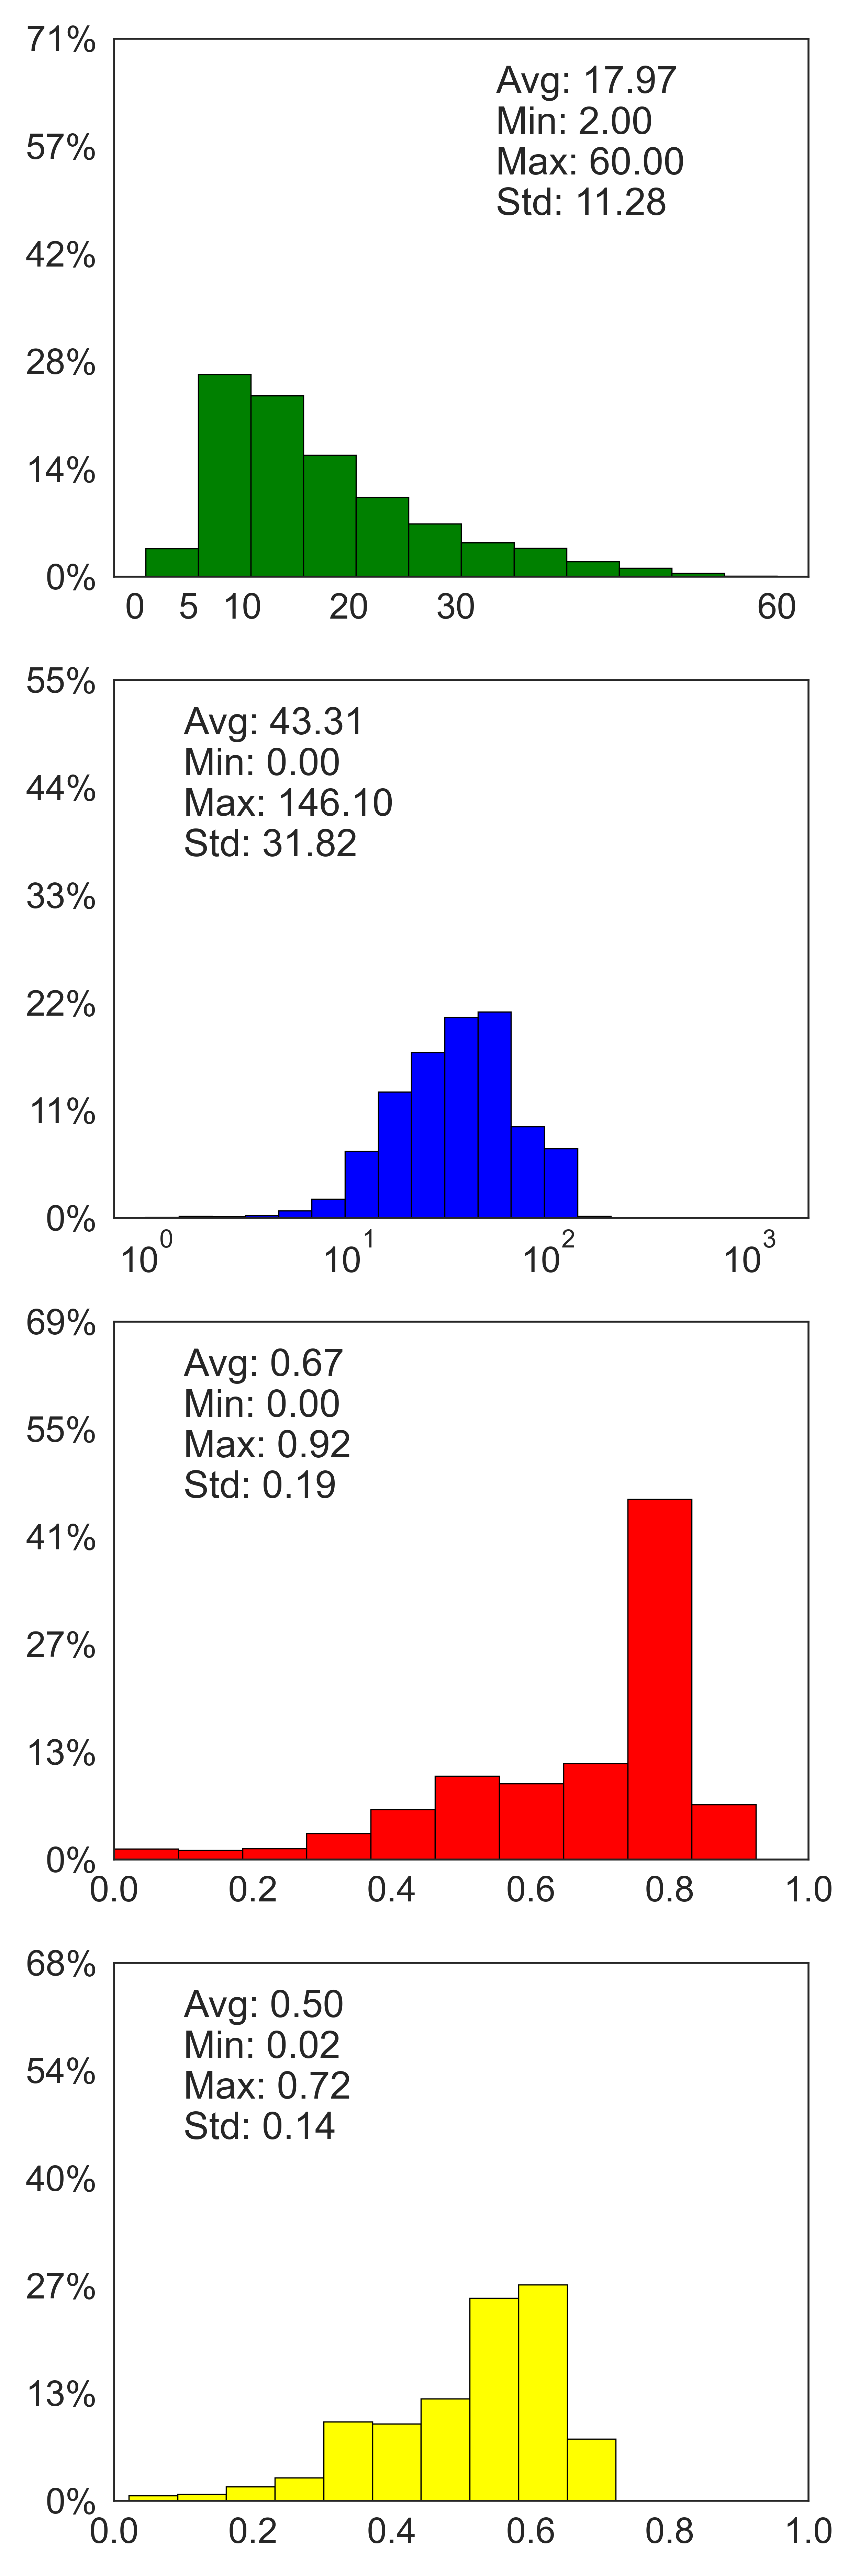 71%
Avg: 17.97
Min: 2.00
Max: 60.00
Std: 11.28
57%
42%
28%
14%
0%
0 5 10 20 30 60
55%
Avg: 43.31
Min: 0.00
Max: 146.10
Std: 31.82
44%
33%
22%
11%
0%
10^0 10^1 10^2 10^3
69%
Avg: 0.67
Min: 0.00
Max: 0.92
Std: 0.19
55%
41%
27%
13%
0%
0.0 0.2 0.4 0.6 0.8 1.0
68%
Avg: 0.50
Min: 0.02
Max: 0.72
Std: 0.14
54%
40%
27%
13%
0%
0.0 0.2 0.4 0.6 0.8 1.0